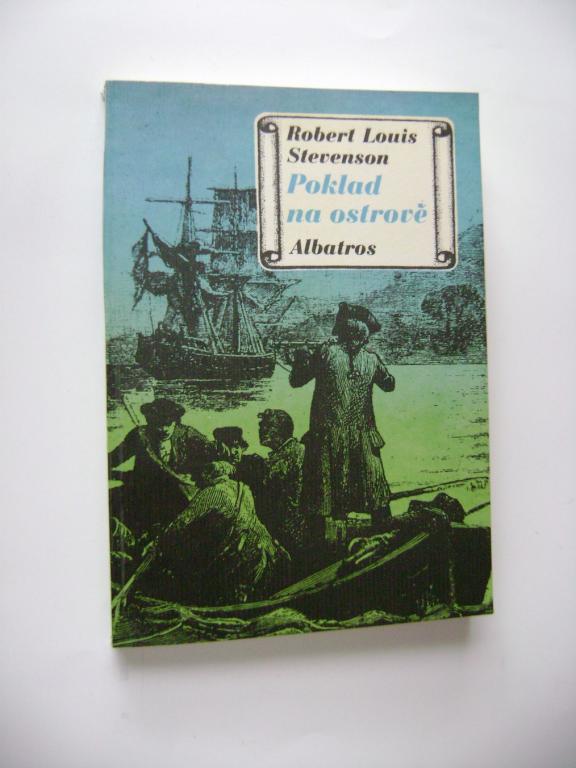 Robert Louis
Stevenson
Poklad
na ostrově
Albatros